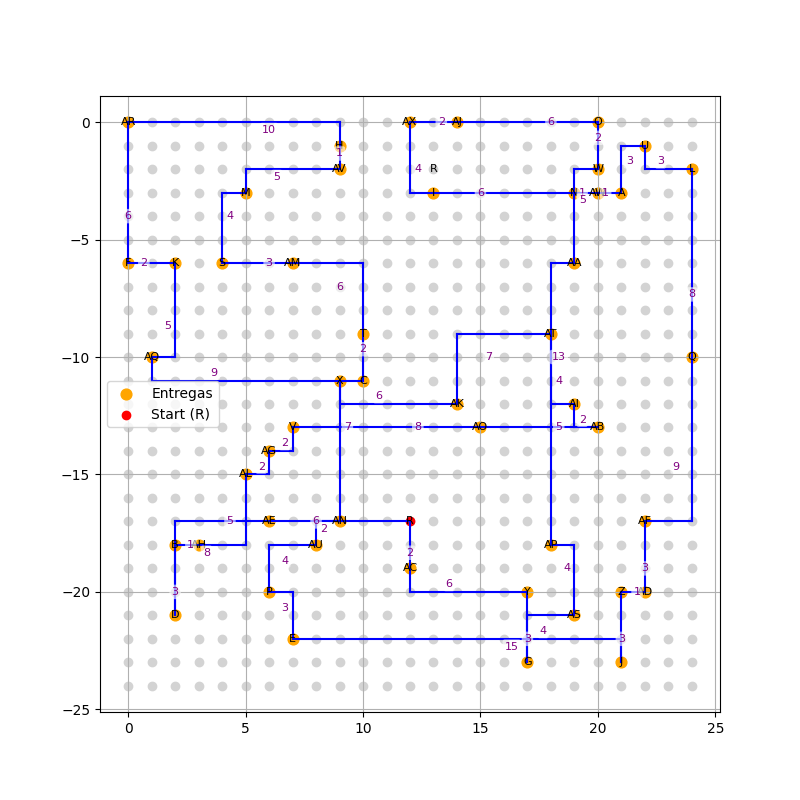 0
−5
−10
−15
−20
−25
0
5
10
15
20
25
Entregas
Start (R)
AR
10
H
1
AV
5
M
4
S
3
AM
6
T
2
C
X
9
AQ
5
K
2
F
6
AX
2
AJ
6
O
2
W
4
R
I
6
N
1
1
A
3
U
3
L
5
AA
8
Q
9
AT
7
13
4
AK
6
AI
2
AB
5
AO
8
7
V
2
AG
2
5
AE
6
AN
R
2
AC
6
Y
B
1
8
AU
2
4
P
3
E
15
D
3
AP
4
AS
4
3
G
AF
3
Z
1
3
J